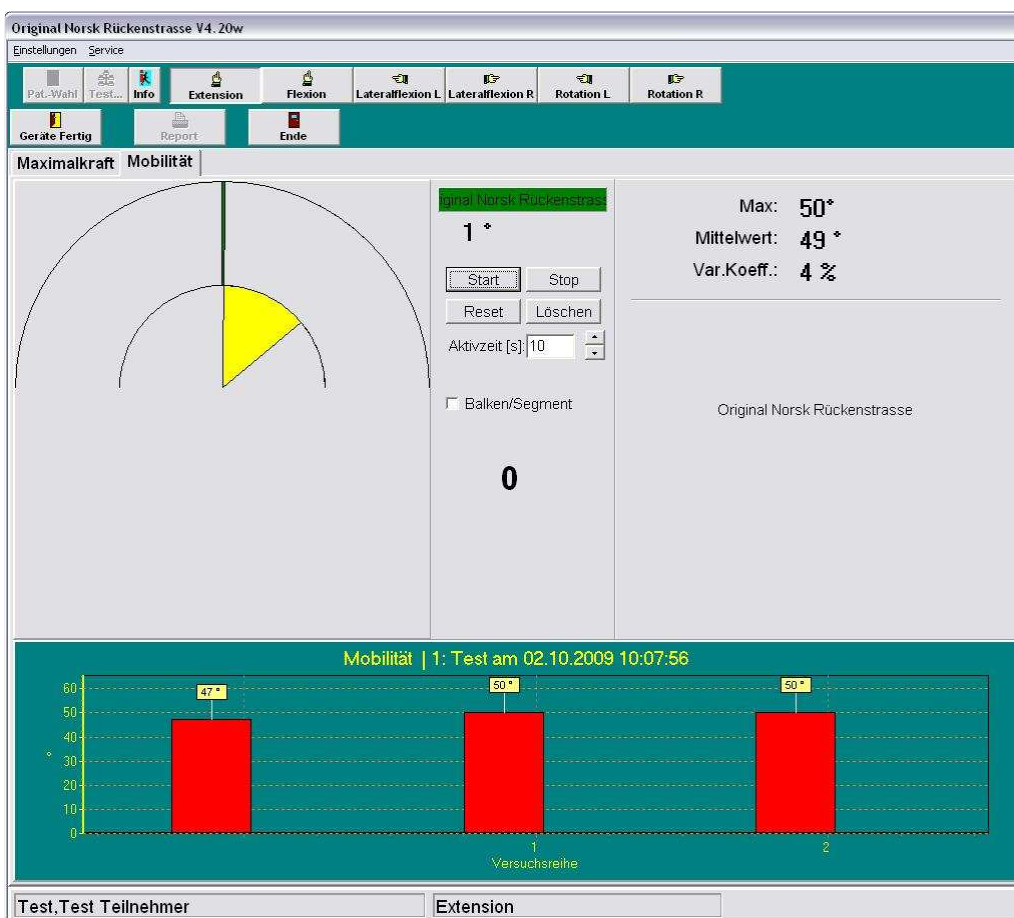 Original Norsk Rückenstrasse V4.20w
Einstellungen Service
Pat.-Wahl Test... Info Extension Flexion Lateralflexion L Lateralflexion R Rotation L Rotation R
Geräte Fertig Report Ende
Maximalkraft Mobilität
iginal Norsk Rückenstrass
1 °
Start Stop
Reset Löschen
Aktivzeit [s]: 10
Balken/Segment
0
Max: 50°
Mittelwert: 49 °
Var.Koeff.: 4 %
Original Norsk Rückenstrasse
Mobilität | 1: Test am 02.10.2009 10:07:56
60
50
40
30
20
10
0
°
47 °
50 °
50 °
1
2
Versuchsreihe
Test,Test Teilnehmer
Extension